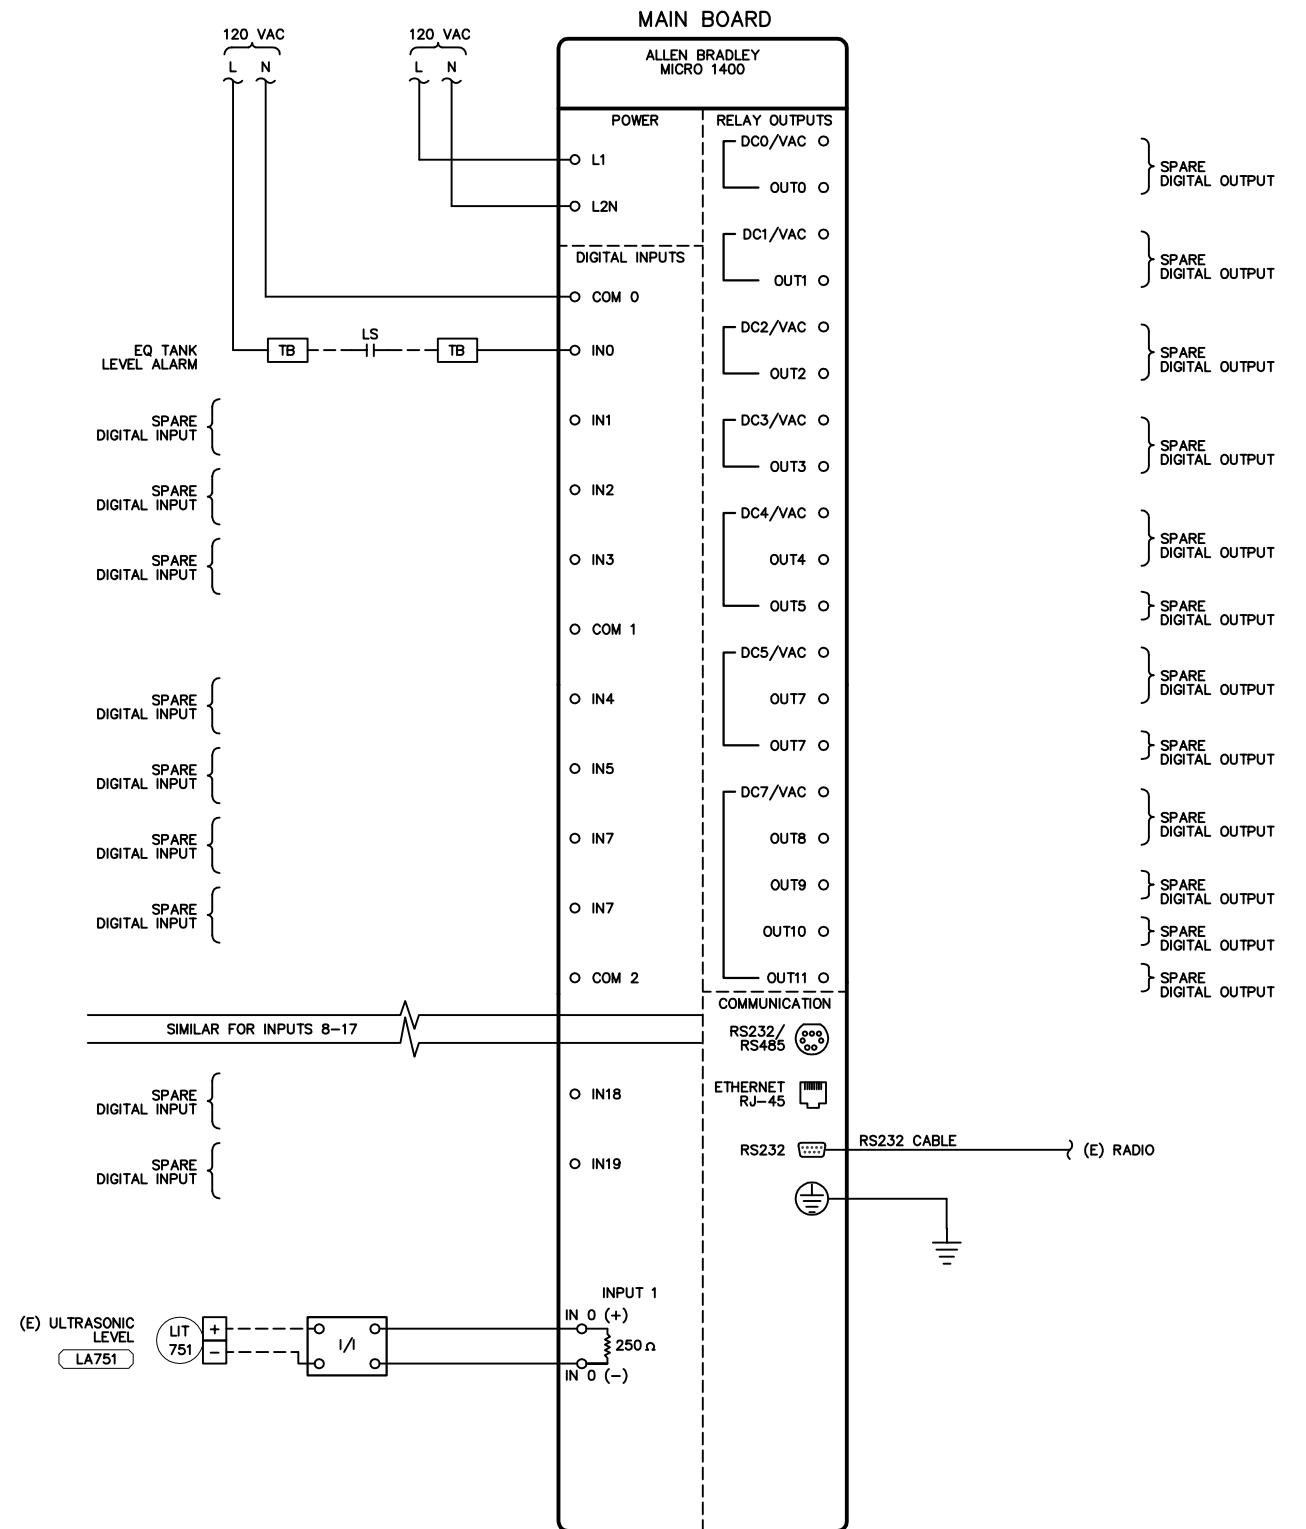 MAIN BOARD
ALLEN BRADLEY
MICRO 1400
120 VAC
L N
120 VAC
L N
POWER
L1
L2N
DIGITAL INPUTS
COM 0
EQ TANK
LEVEL ALARM
TB
LS
TB
IN0
SPARE
DIGITAL INPUT
IN1
SPARE
DIGITAL INPUT
IN2
SPARE
DIGITAL INPUT
IN3
COM 1
SPARE
DIGITAL INPUT
IN4
SPARE
DIGITAL INPUT
IN5
SPARE
DIGITAL INPUT
IN7
SPARE
DIGITAL INPUT
IN7
COM 2
SIMILAR FOR INPUTS 8-17
SPARE
DIGITAL INPUT
IN18
SPARE
DIGITAL INPUT
IN19
INPUT 1
(E) ULTRASONIC
LEVEL
LA751
LIT
751
+
-
I/I
IN 0 (+)
250 Ω
IN 0 (-)
RELAY OUTPUTS
DC0/VAC
OUT0
SPARE
DIGITAL OUTPUT
DC1/VAC
OUT1
SPARE
DIGITAL OUTPUT
DC2/VAC
OUT2
SPARE
DIGITAL OUTPUT
DC3/VAC
OUT3
SPARE
DIGITAL OUTPUT
DC4/VAC
OUT4
SPARE
DIGITAL OUTPUT
OUT5
SPARE
DIGITAL OUTPUT
DC5/VAC
OUT7
SPARE
DIGITAL OUTPUT
OUT7
SPARE
DIGITAL OUTPUT
DC7/VAC
OUT8
SPARE
DIGITAL OUTPUT
OUT9
SPARE
DIGITAL OUTPUT
OUT10
SPARE
DIGITAL OUTPUT
OUT11
SPARE
DIGITAL OUTPUT
COMMUNICATION
RS232/
RS485
ETHERNET
RJ-45
RS232
RS232 CABLE
(E) RADIO